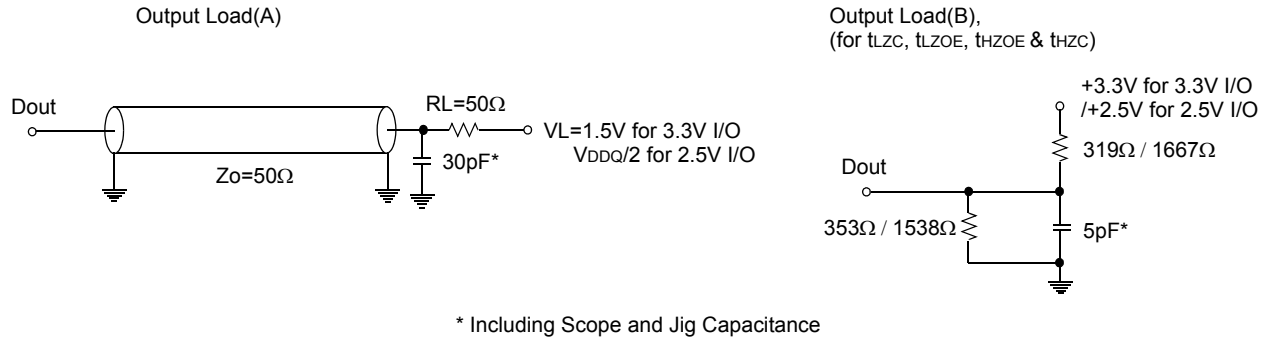 Output Load(A)
Dout
Zo=50Ω
RL=50Ω
30pF*
VL=1.5V for 3.3V I/O
VDDQ/2 for 2.5V I/O
Output Load(B),
(for tLZC, tLZOE, tHZOE & tHZC)
+3.3V for 3.3V I/O
/+2.5V for 2.5V I/O
319Ω / 1667Ω
Dout
353Ω / 1538Ω
5pF*
* Including Scope and Jig Capacitance